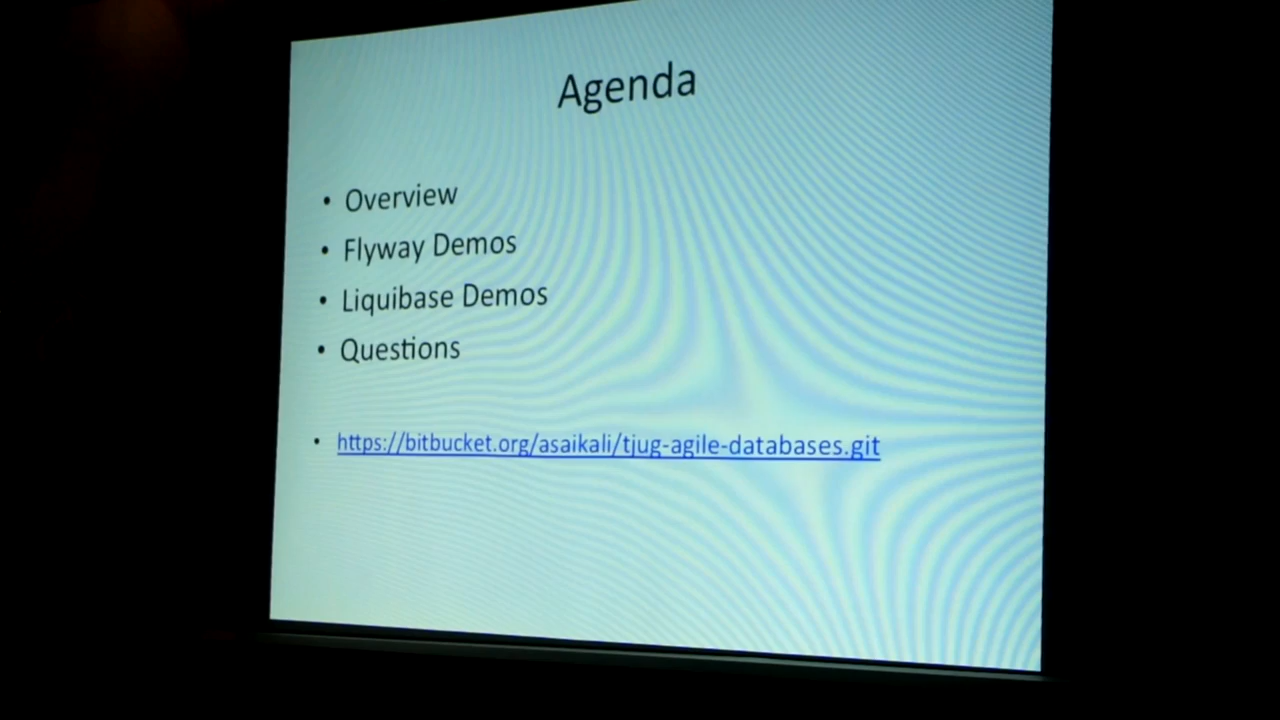 Agenda
• Overview
• Flyway Demos
• Liquibase Demos
• Questions
• https://bitbucket.org/asaikali/tjug-agile-databases.git